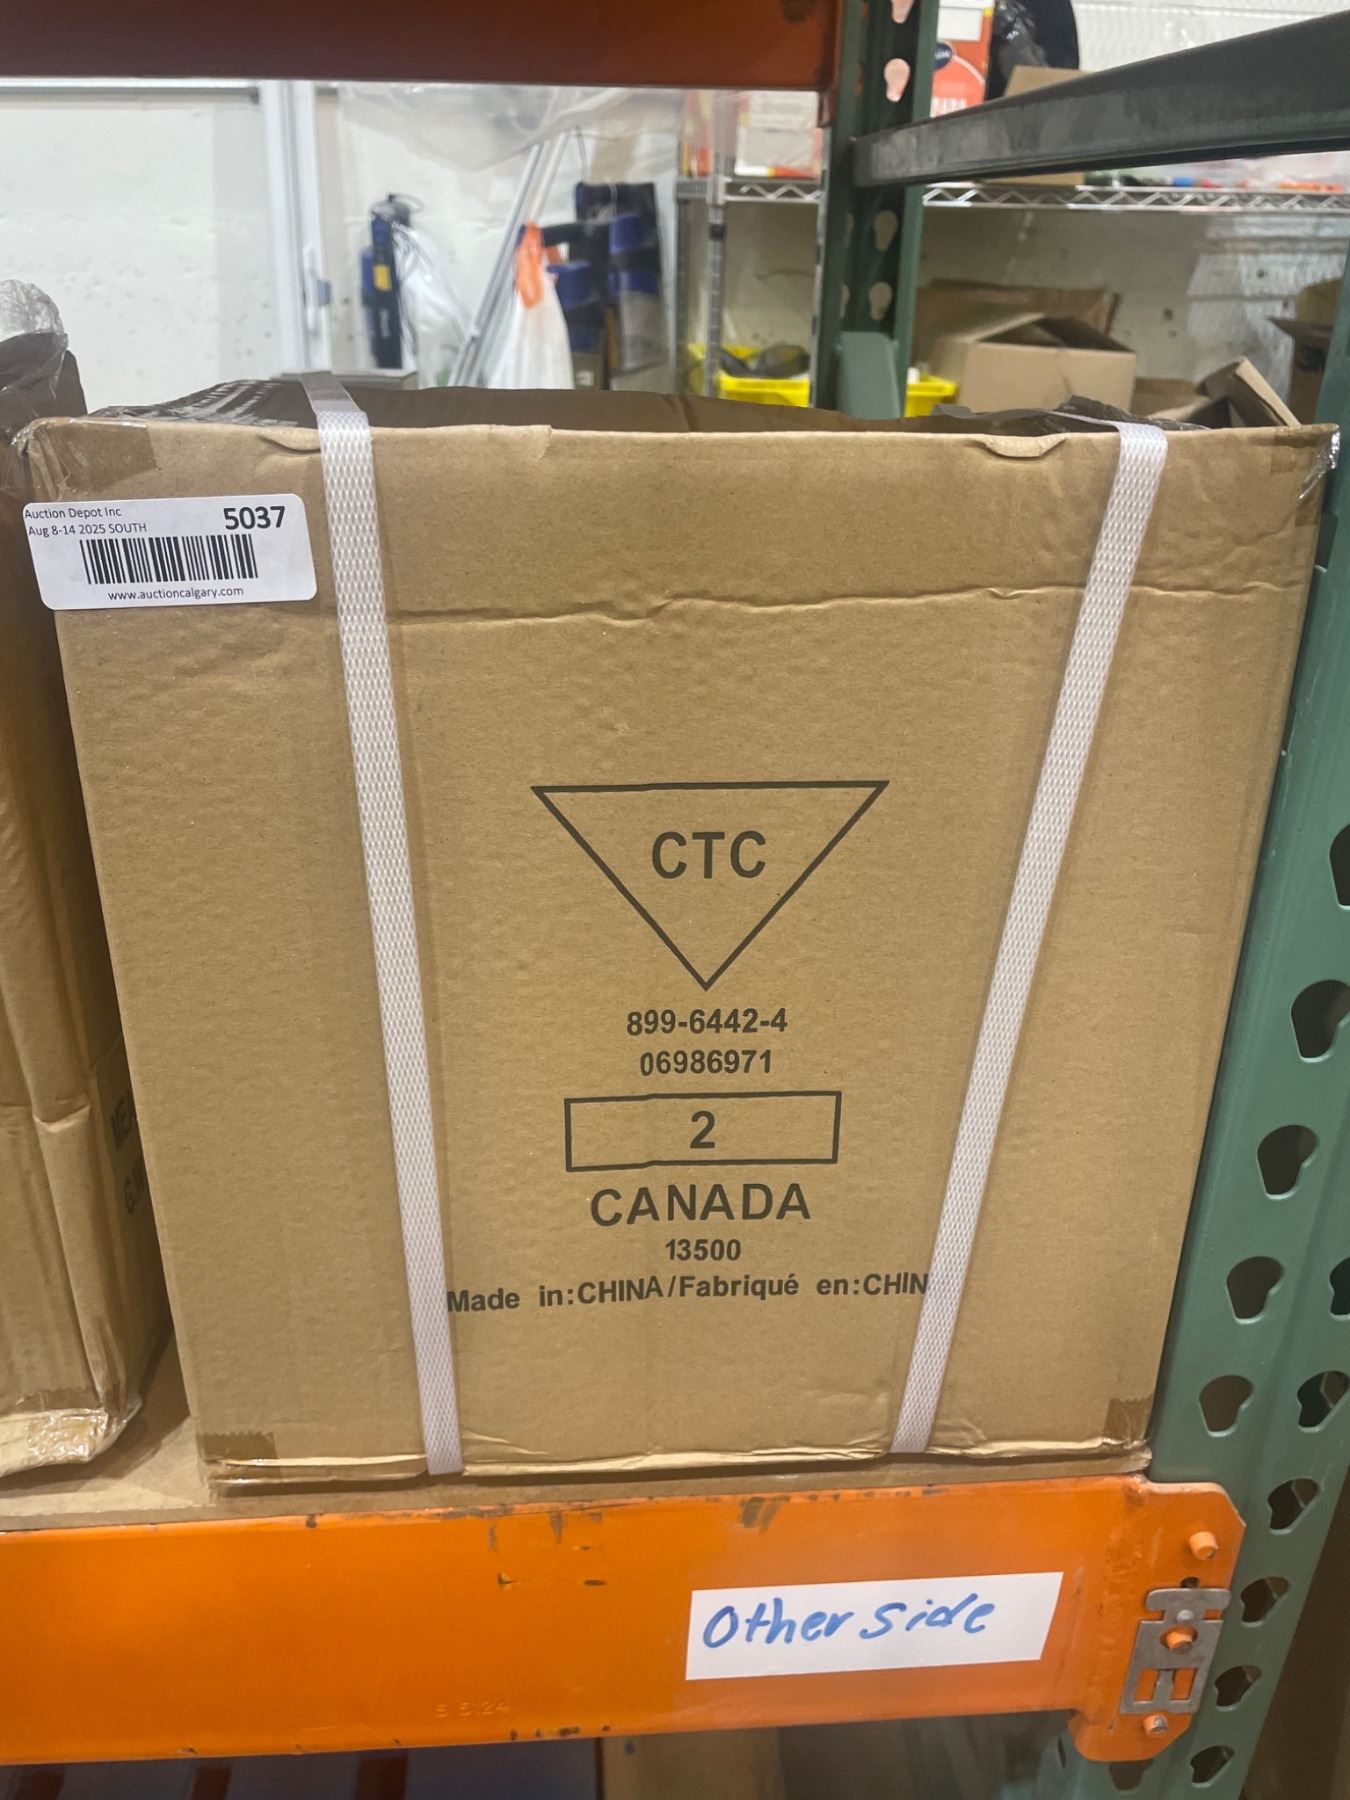 Auction Depot Inc
5037
Aug 8-14 2025 SOUTH
www.auctioncalgary.com
CTC
899-6442-4
06986971
2
CANADA
13500
Made in:CHINA/Fabriqué en:CHIN
Other side
S 5124